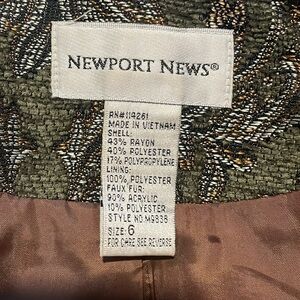 NEWPORT NEWS®
RN#114261
MADE IN VIETNAM
SHELL:
43% RAYON
40% POLYESTER
17% POLYPROPYLENE
LINING:
100% POLYESTER
FAUX FUR:
90% ACRYLIC
10% POLYESTER
STYLE NO.M9838
SIZE: 6
FOR CARE SEE REVERSE